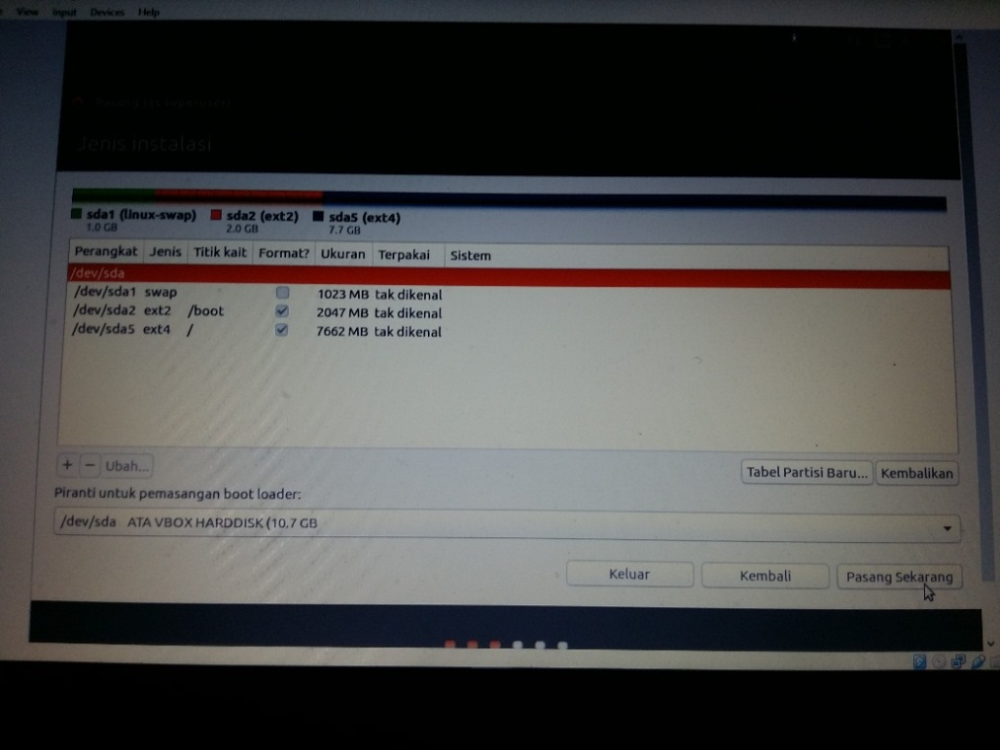 View Input Devices Help
Jenis instalasi
sda1 (linux-swap) sda2 (ext2) sda5 (ext4)
1.0 GB 2.0 GB 7.7 GB
Perangkat Jenis Titik kait Format? Ukuran Terpakai Sistem
/dev/sda
/dev/sda1 swap 1023 MB tak dikenal
/dev/sda2 ext2 /boot 2047 MB tak dikenal
/dev/sda5 ext4 / 7662 MB tak dikenal
+ − Ubah... Tabel Partisi Baru... Kembalikan
Piranti untuk pemasangan boot loader:
/dev/sda ATA VBOX HARDDISK (10.7 GB
Keluar Kembali Pasang Sekarang